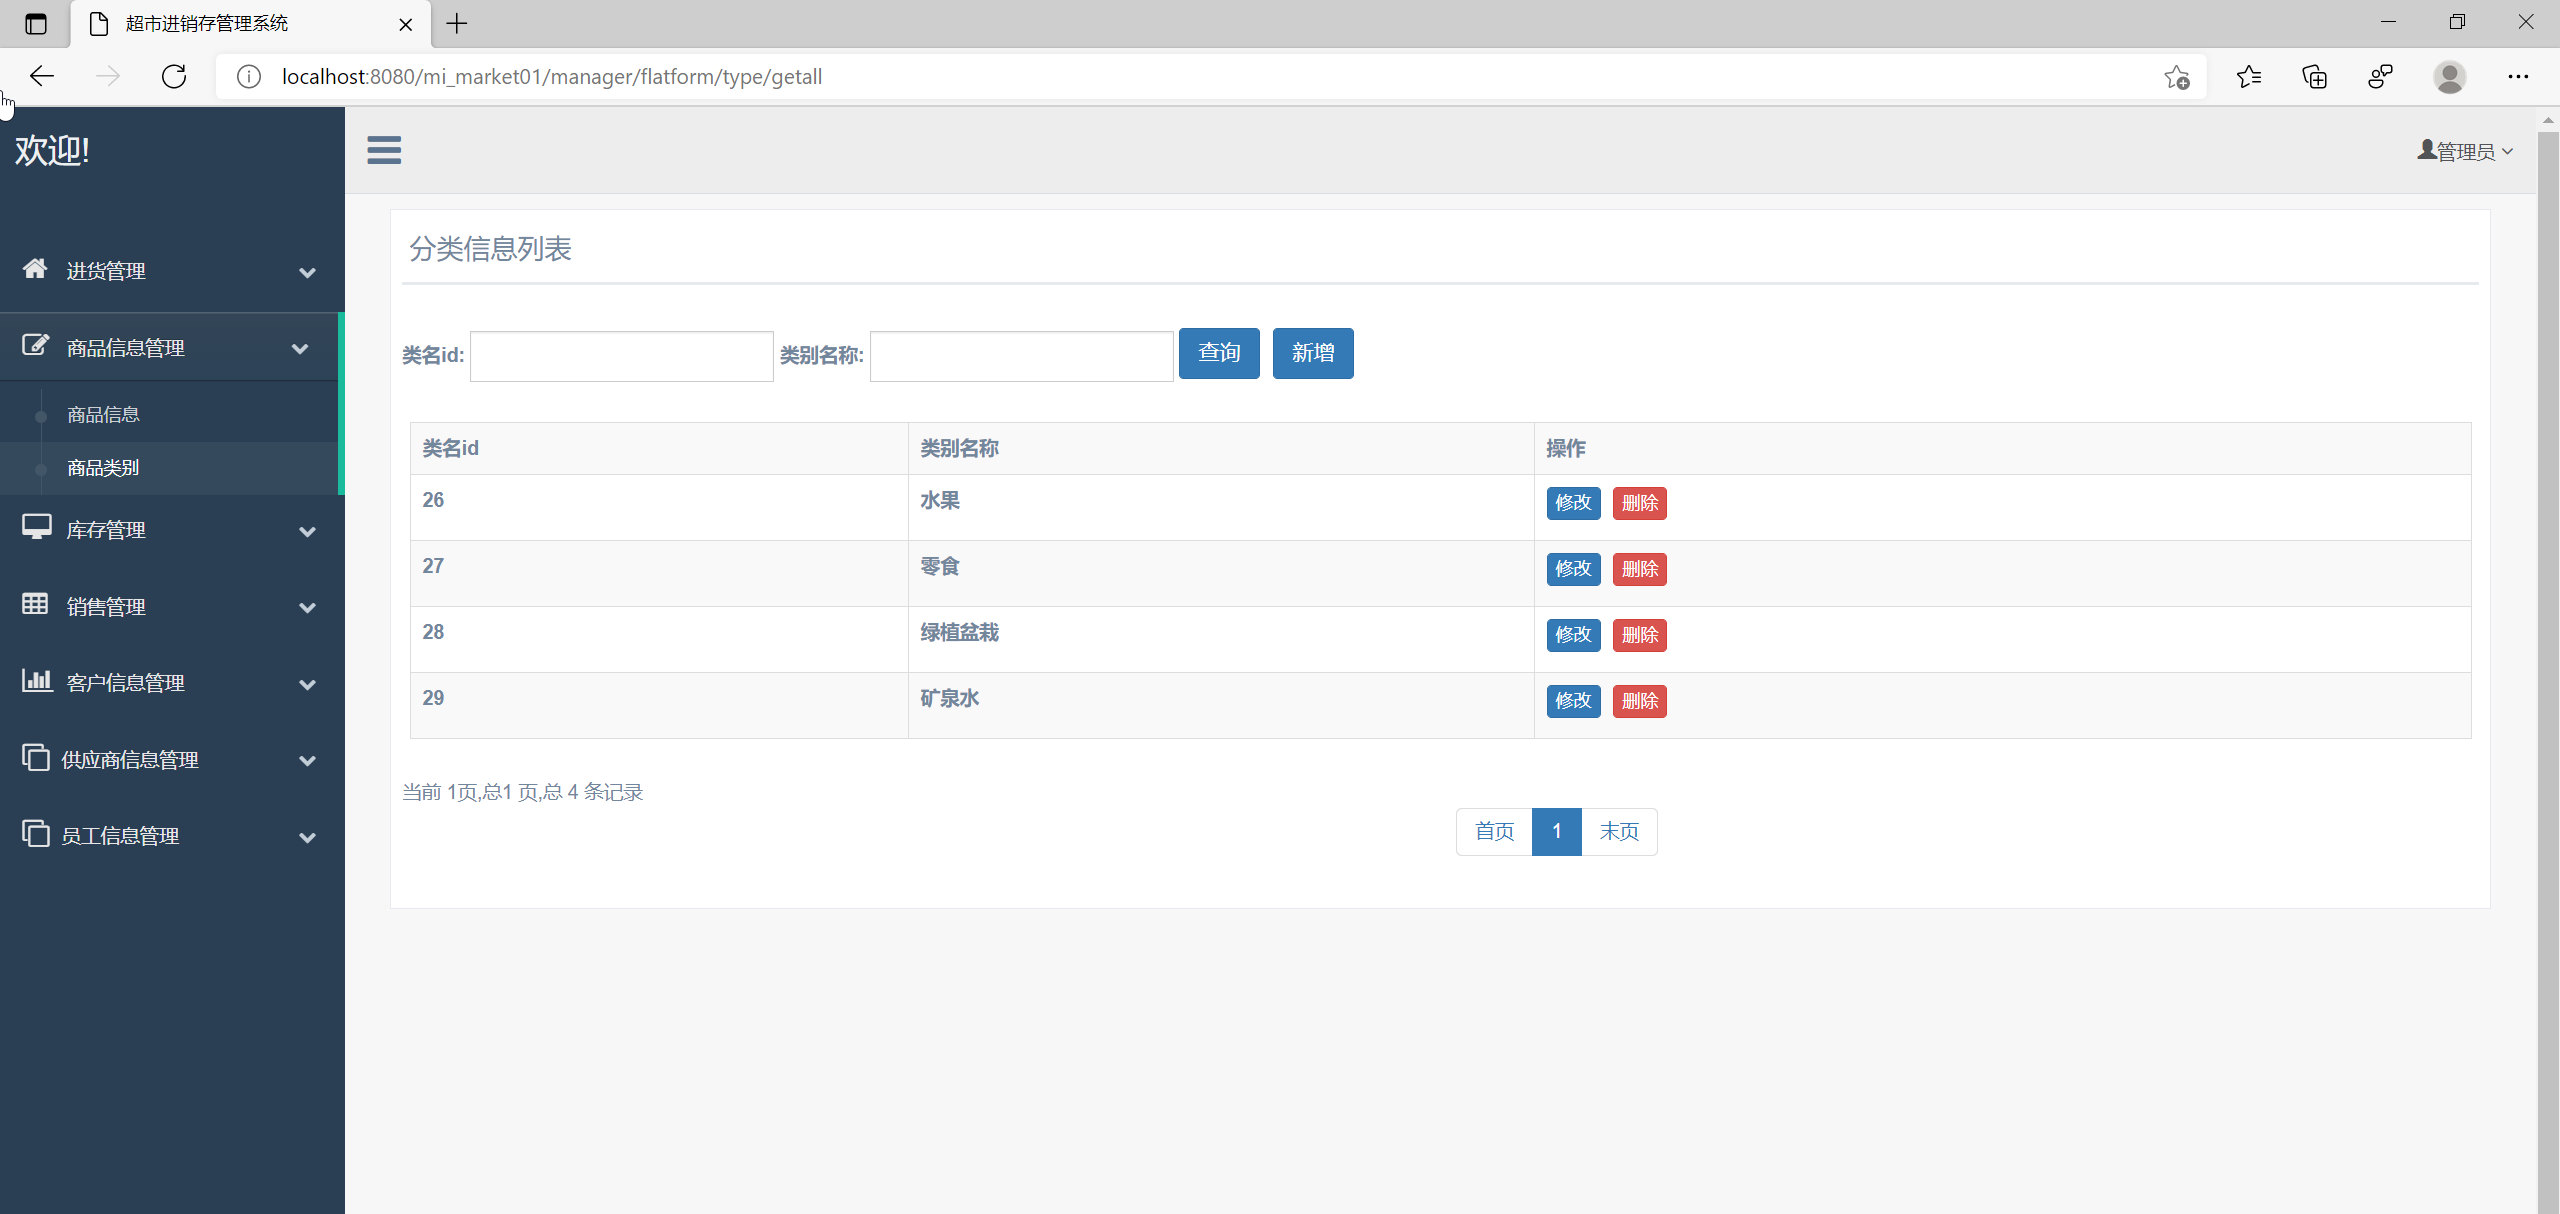 超市进销存管理系统
localhost:8080/mi_market01/manager/flatform/type/getall
欢迎!
管理员
进货管理
商品信息管理
商品信息
商品类别
库存管理
销售管理
客户信息管理
供应商信息管理
员工信息管理
分类信息列表
类名id: 类别名称: 查询 新增
类名id 类别名称 操作
26 水果 修改 删除
27 零食 修改 删除
28 绿植盆栽 修改 删除
29 矿泉水 修改 删除
当前 1页,总1 页,总 4 条记录
首页 1 末页